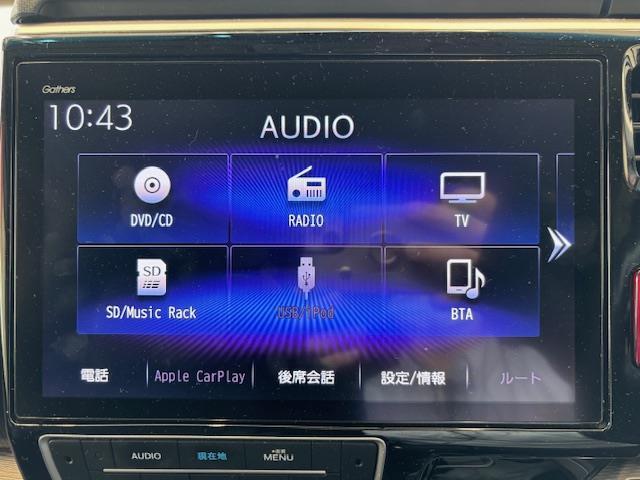 Gathers
10:43
AUDIO
DVD/CD
RADIO
TV
SD
SD/Music Rack
USB/iPod
BTA
電話
Apple CarPlay
後席会話
設定/情報
ルート
AUDIO
現在地
MENU